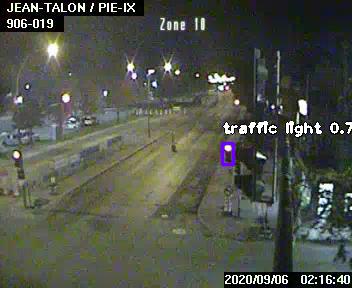 JEAN-TALON / PIE-IX
906-019
Zone 10
traffic light 0.7
2020/09/06 02:16:40